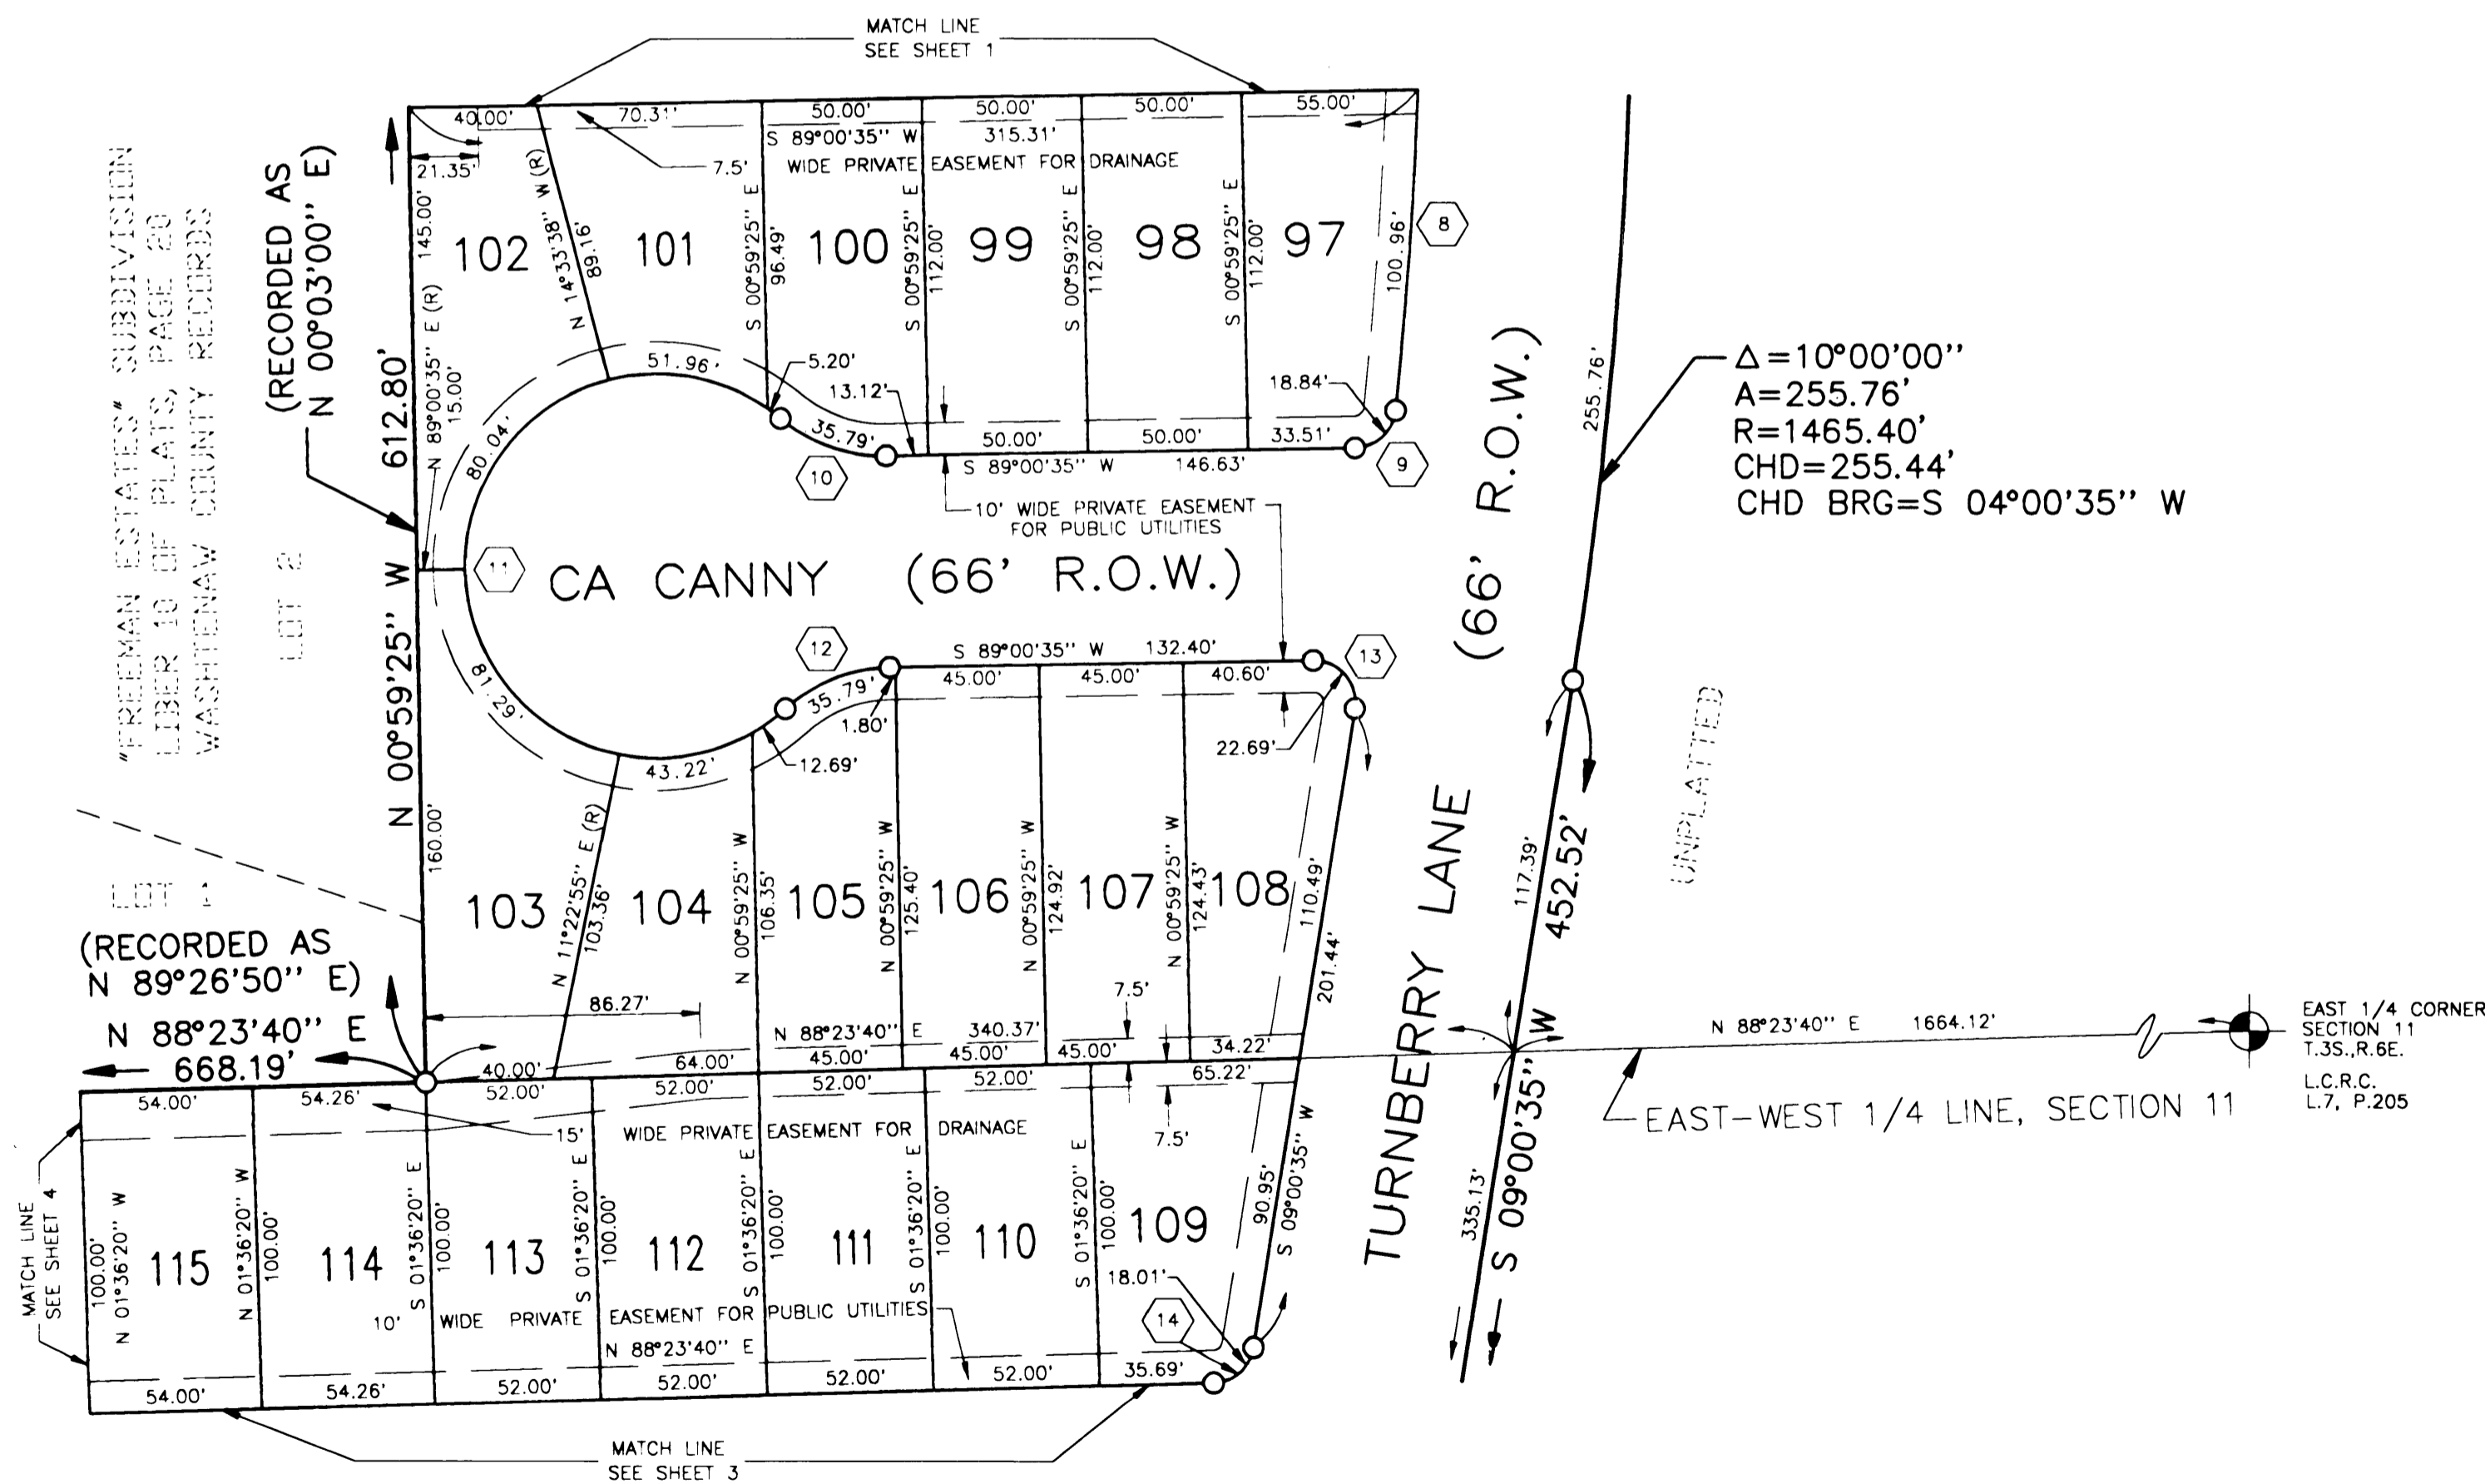 MATCH LINE
SEE SHEET 1
40.00'
70.31'
50.00'
50.00'
50.00'
55.00'
S 89°00'35'' W 315.31'
7.5' WIDE PRIVATE EASEMENT FOR DRAINAGE
21.35'
145.00'
102
N 14°33'38'' W (R)
89.16'
101
S 00°59'25'' E
96.49'
100
S 00°59'25'' E
112.00'
99
S 00°59'25'' E
112.00'
98
S 00°59'25'' E
112.00'
97
100.96'
8
"FREEMAN ESTATES" SUBDIVISION
LIBER 10 OF PLATS, PAGE 20
WASHTENAW COUNTY RECORDS
LOT 2
(RECORDED AS
N 00°03'00'' E)
N 00°59'25'' W 612.80'
N 89°00'35'' E (R)
15.00'
80.04'
51.96'
5.20'
13.12'
35.79'
10
50.00'
50.00'
33.51'
18.84'
9
S 89°00'35'' W 146.63'
10' WIDE PRIVATE EASEMENT
FOR PUBLIC UTILITIES
11
CA CANNY (66' R.O.W.)
255.76'
Δ=10°00'00''
A=255.76'
R=1465.40'
CHD=255.44'
CHD BRG=S 04°00'35'' W
12
S 89°00'35'' W 132.40'
13
81.29'
35.79'
1.80'
45.00'
45.00'
40.60'
43.22'
12.69'
22.69'
160.00'
103
N 11°22'55'' E (R)
103.36'
104
N 00°59'25'' W
106.35'
105
N 00°59'25'' W
125.40'
106
N 00°59'25'' W
124.92'
107
N 00°59'25'' W
124.43'
108
110.49'
201.44'
TURNBERRY LANE (66' R.O.W.)
117.39'
S 09°00'35'' W 452.52'
335.13'
UNPLATTED
LOT 1
(RECORDED AS
N 89°26'50'' E)
N 88°23'40'' E
668.19'
86.27'
7.5'
N 88°23'40'' E 340.37'
40.00'
64.00'
45.00'
45.00'
45.00'
34.22'
N 88°23'40'' E 1664.12'
EAST 1/4 CORNER
SECTION 11
T.3S.,R.6E.
L.C.R.C.
L.7, P.205
EAST-WEST 1/4 LINE, SECTION 11
54.00'
54.26'
52.00'
52.00'
52.00'
52.00'
65.22'
15' WIDE PRIVATE EASEMENT FOR DRAINAGE
7.5'
MATCH LINE
SEE SHEET 4
100.00'
N 01°36'20'' W
115
N 01°36'20'' W
100.00'
114
S 01°36'20'' E
100.00'
113
S 01°36'20'' E
100.00'
112
S 01°36'20'' E
100.00'
111
S 01°36'20'' E
100.00'
110
S 01°36'20'' E
100.00'
109
90.95'
S 09°00'35'' W
18.01'
14
10' WIDE PRIVATE EASEMENT FOR PUBLIC UTILITIES
N 88°23'40'' E
54.00'
54.26'
52.00'
52.00'
52.00'
52.00'
35.69'
MATCH LINE
SEE SHEET 3